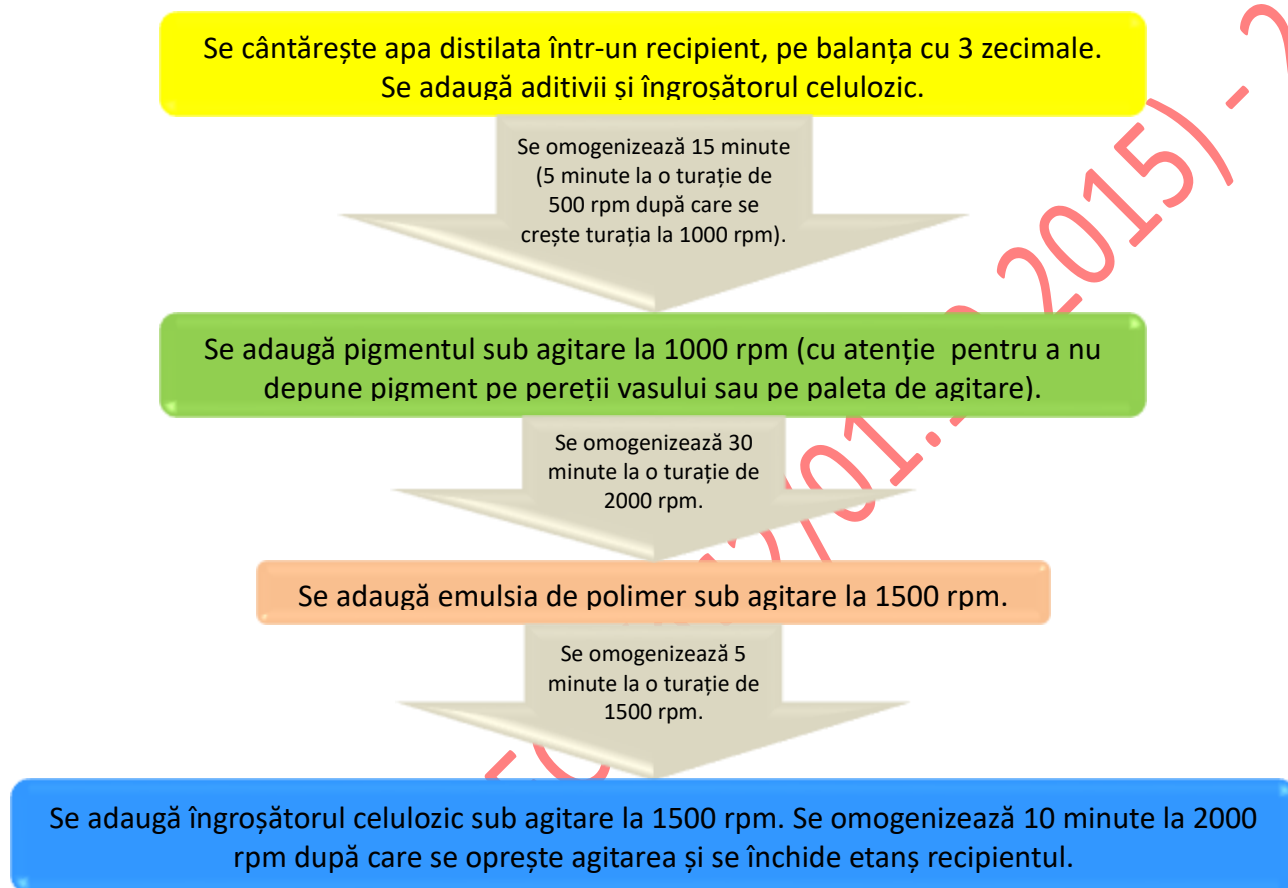 Se cântărește apa distilata într-un recipient, pe balanța cu 3 zecimale.
Se adaugă aditivii și îngroșătorul celulozic.
Se omogenizează 15 minute
(5 minute la o turație de
500 rpm după care se
crește turația la 1000 rpm).
Se adaugă pigmentul sub agitare la 1000 rpm (cu atenție pentru a nu
depune pigment pe pereții vasului sau pe paleta de agitare).
Se omogenizează 30
minute la o turație de
2000 rpm.
Se adaugă emulsia de polimer sub agitare la 1500 rpm.
Se omogenizează 5
minute la o turație de
1500 rpm.
Se adaugă îngroșătorul celulozic sub agitare la 1500 rpm. Se omogenizează 10 minute la 2000
rpm după care se oprește agitarea și se închide etanș recipientul.
2015) -